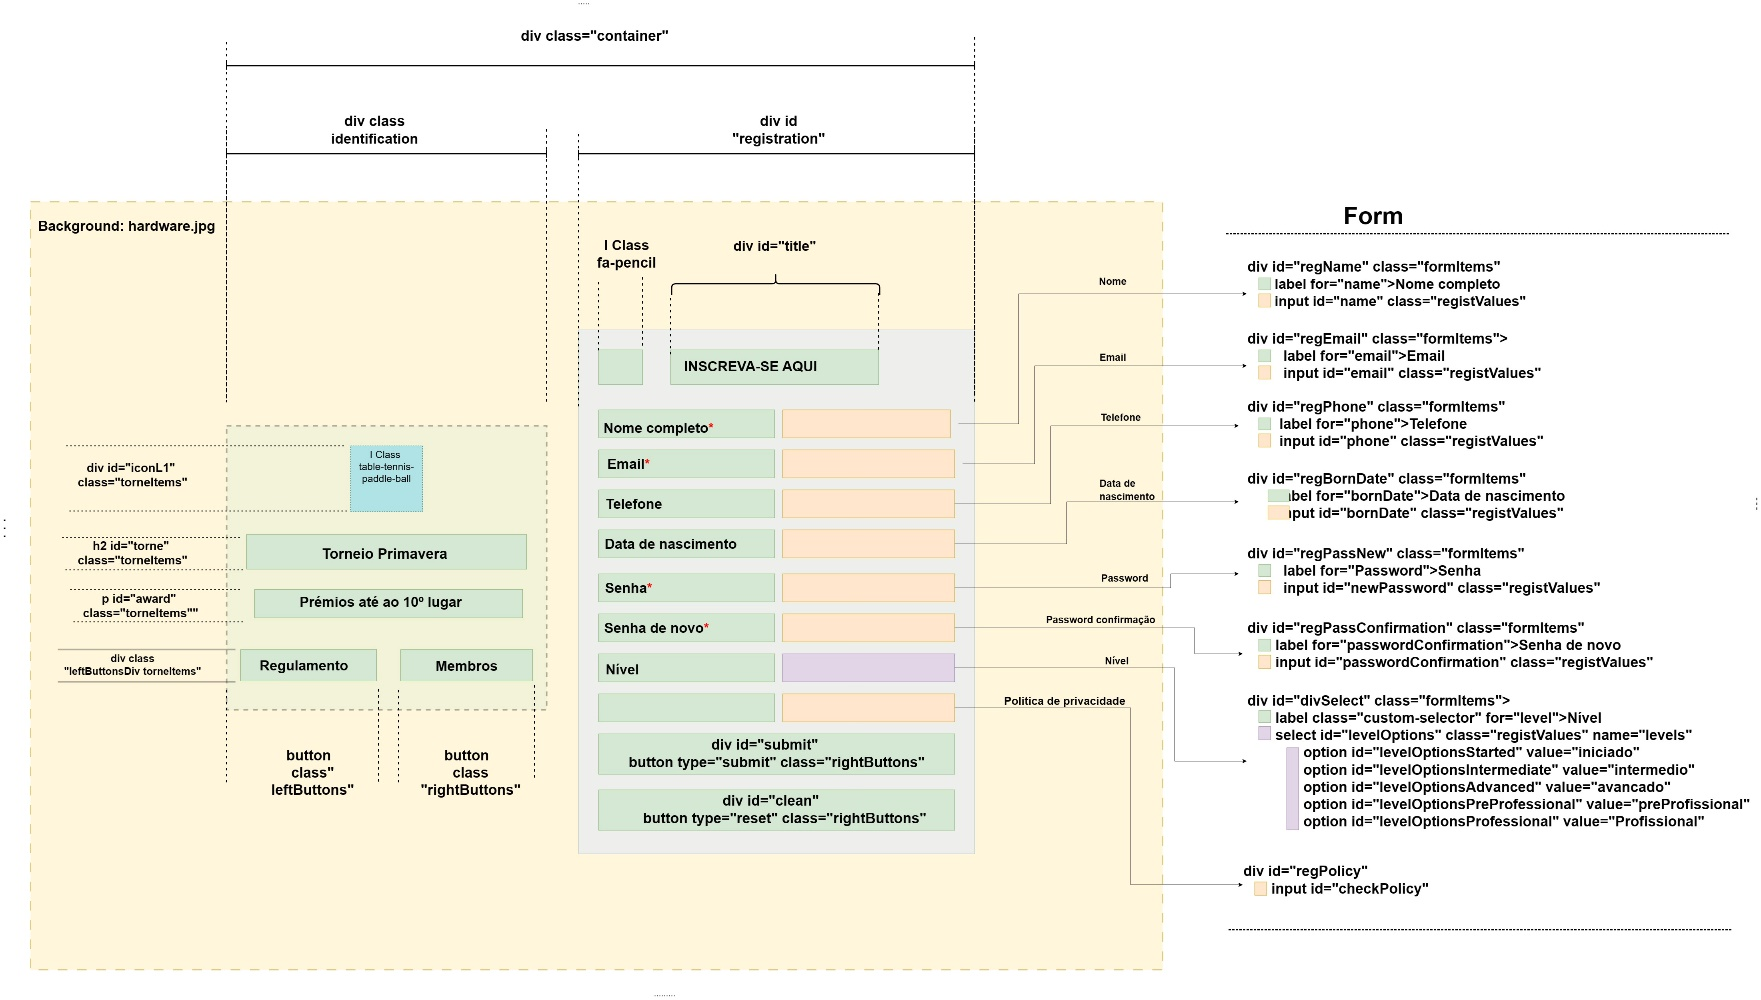 div class="container"
div class
identification
div id
"registration"
Background: hardware.jpg
I Class
fa-pencil
div id="title"
INSCREVA-SE AQUI
Nome completo*
Email*
Telefone
Data de nascimento
Senha*
Senha de novo*
Nível
div id="submit"
button type="submit" class="rightButtons"
div id="clean"
button type="reset" class="rightButtons"
div id="iconL1"
class="torneItems"
I Class
table-tennis-
paddle-ball
h2 id="torne"
class="torneItems"
Torneio Primavera
p id="award"
class="torneItems""
Prémios até ao 10º lugar
div class
"leftButtonsDiv torneItems"
Regulamento
Membros
button
class"
leftButtons"
button
class
"rightButtons"
Nome
Email
Telefone
Data de
nascimento
Password
Password confirmação
Nível
Politica de privacidade
Form
div id="regName" class="formItems"
label for="name">Nome completo
input id="name" class="registValues"
div id="regEmail" class="formItems">
label for="email">Email
input id="email" class="registValues"
div id="regPhone" class="formItems"
label for="phone">Telefone
input id="phone" class="registValues"
div id="regBornDate" class="formItems"
abel for="bornDate">Data de nascimento
nput id="bornDate" class="registValues"
div id="regPassNew" class="formItems"
label for="Password">Senha
input id="newPassword" class="registValues"
div id="regPassConfirmation" class="formItems"
label for="passwordConfirmation">Senha de novo
input id="passwordConfirmation" class="registValues"
div id="divSelect" class="formItems">
label class="custom-selector" for="level">Nível
select id="levelOptions" class="registValues" name="levels"
option id="levelOptionsStarted" value="iniciado"
option id="levelOptionsIntermediate" value="intermedio"
option id="levelOptionsAdvanced" value="avancado"
option id="levelOptionsPreProfessional" value="preProfissional"
option id="levelOptionsProfessional" value="Profissional"
div id="regPolicy"
input id="checkPolicy"